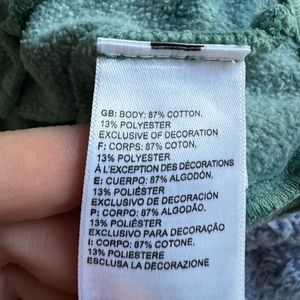 GB: BODY: 87% COTTON,
13% POLYESTER
EXCLUSIVE OF DECORATION
F: CORPS: 87% COTON,
13% POLYESTER
À L'EXCEPTION DES DÉCORATIONS
E: CUERPO: 87% ALGODÓN,
13% POLIÉSTER
EXCLUSIVO DE DECORACIÓN
P: CORPO: 87% ALGODÃO,
13% POLIÉSTER
EXCLUSIVO PARA DECORAÇÃO
I: CORPO: 87% COTONE,
13% POLIESTERE
ESCLUSA LA DECORAZIONE